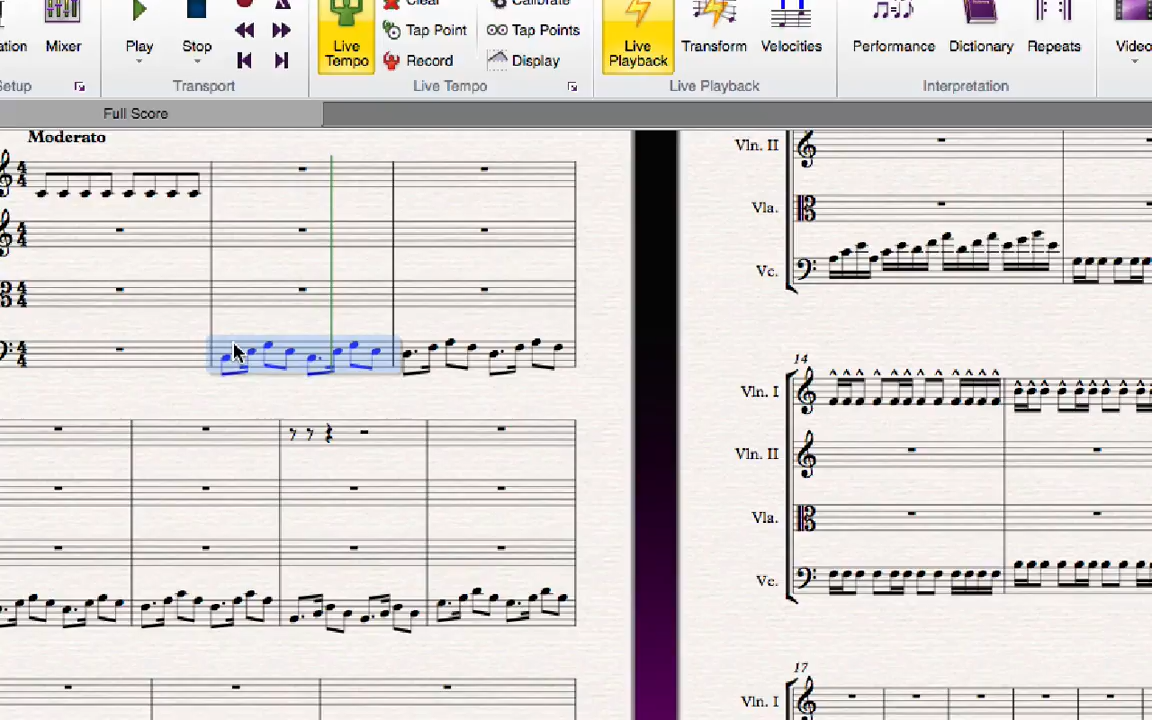 ation Mixer Play Stop Live Tempo Clear Tap Point Record Calibrate Tap Points Display Live Playback Transform Velocities Performance Dictionary Repeats Video
Setup Transport Live Tempo Live Playback Interpretation
Full Score
Moderato
Vln. II
Vla.
Vc.
14
Vln. I
Vln. II
Vla.
Vc.
17
Vln. I